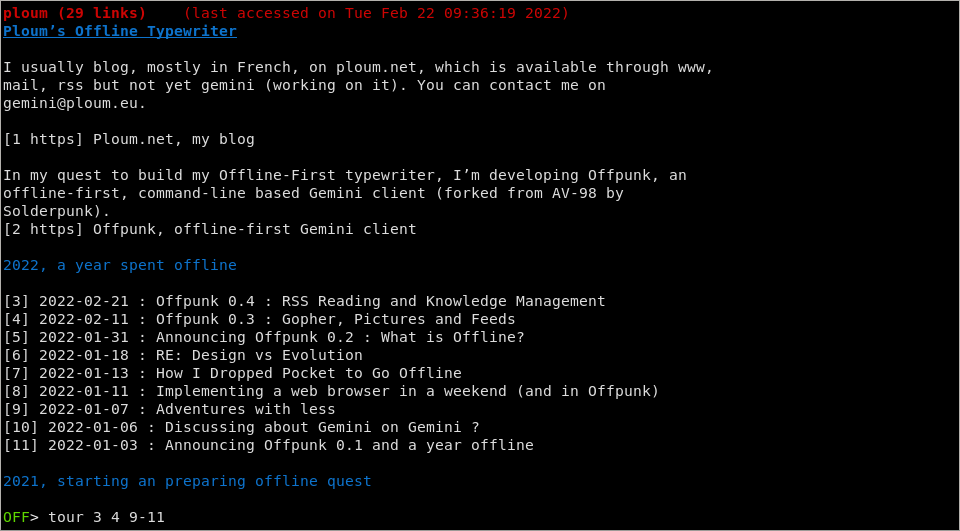 ploum (29 links)    (last accessed on Tue Feb 22 09:36:19 2022)
Ploum’s Offline Typewriter
I usually blog, mostly in French, on ploum.net, which is available through www,
mail, rss but not yet gemini (working on it). You can contact me on
gemini@ploum.eu.
[1 https] Ploum.net, my blog
In my quest to build my Offline-First typewriter, I’m developing Offpunk, an
offline-first, command-line based Gemini client (forked from AV-98 by
Solderpunk).
[2 https] Offpunk, offline-first Gemini client
2022, a year spent offline
[3] 2022-02-21 : Offpunk 0.4 : RSS Reading and Knowledge Management
[4] 2022-02-11 : Offpunk 0.3 : Gopher, Pictures and Feeds
[5] 2022-01-31 : Announcing Offpunk 0.2 : What is Offline?
[6] 2022-01-18 : RE: Design vs Evolution
[7] 2022-01-13 : How I Dropped Pocket to Go Offline
[8] 2022-01-11 : Implementing a web browser in a weekend (and in Offpunk)
[9] 2022-01-07 : Adventures with less
[10] 2022-01-06 : Discussing about Gemini on Gemini ?
[11] 2022-01-03 : Announcing Offpunk 0.1 and a year offline
2021, starting an preparing offline quest
OFF> tour 3 4 9-11